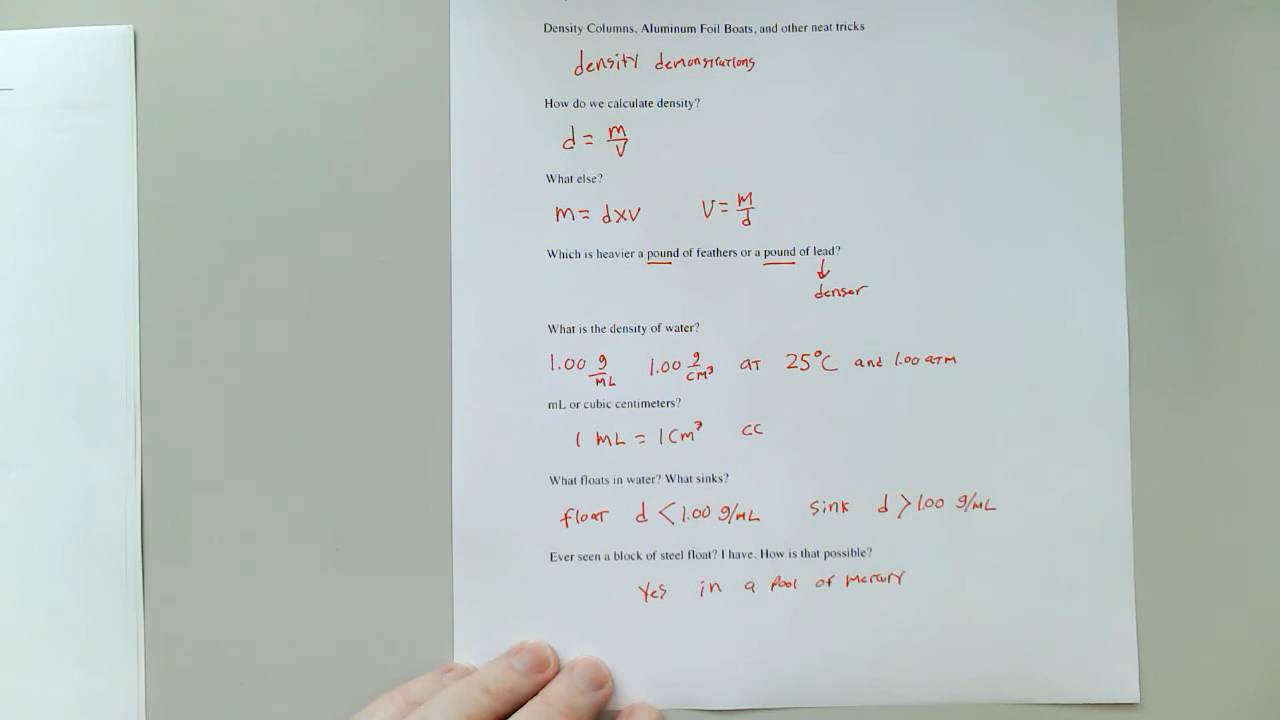 Density Columns, Aluminum Foil Boats, and other neat tricks
density demonstrations
How do we calculate density?
d = m/V
What else?
m = dxv V = m/d
Which is heavier a pound of feathers or a pound of lead?
↓
denser
What is the density of water?
1.00 g/mL 1.00 g/cm³ at 25°C and 1.00 atm
mL or cubic centimeters?
1 mL = 1 cm³ cc
What floats in water? What sinks?
float d < 1.00 g/mL sink d > 1.00 g/mL
Ever seen a block of steel float? I have. How is that possible?
Yes in a pool of mercury